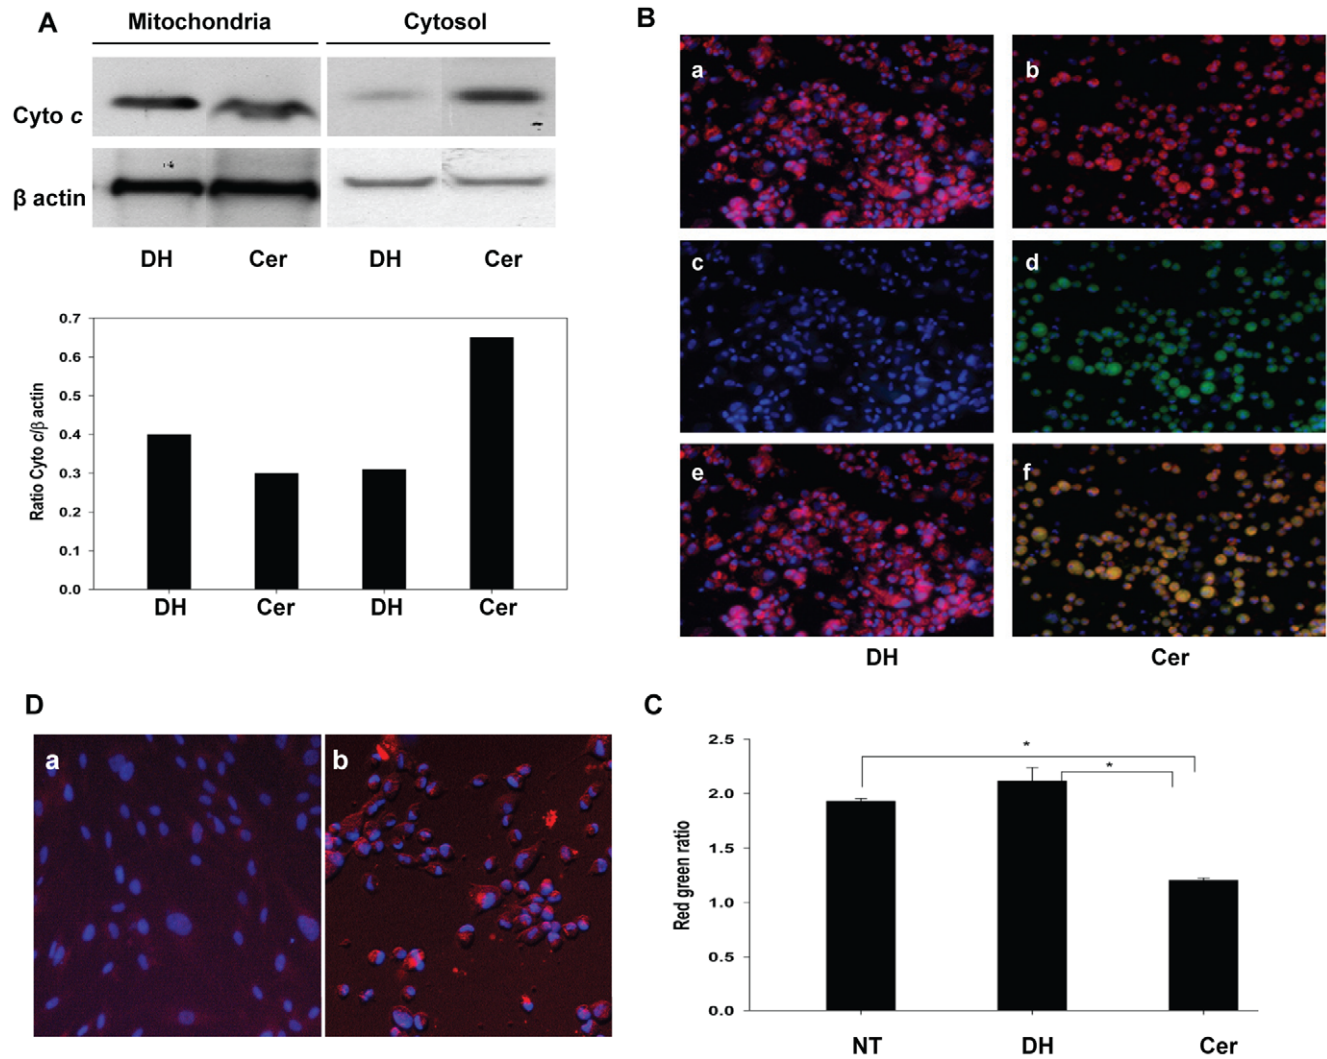 A
Mitochondria Cytosol
Cyto c
β actin
DH Cer DH Cer
0.7
0.6
0.5
0.4
0.3
0.2
0.1
0.0
Ratio Cyto c/β actin
DH Cer DH Cer
B
a b
c d
e f
DH Cer
D
a b
C
2.5
2.0
1.5
1.0
0.5
0.0
Red green ratio
*
*
NT DH Cer